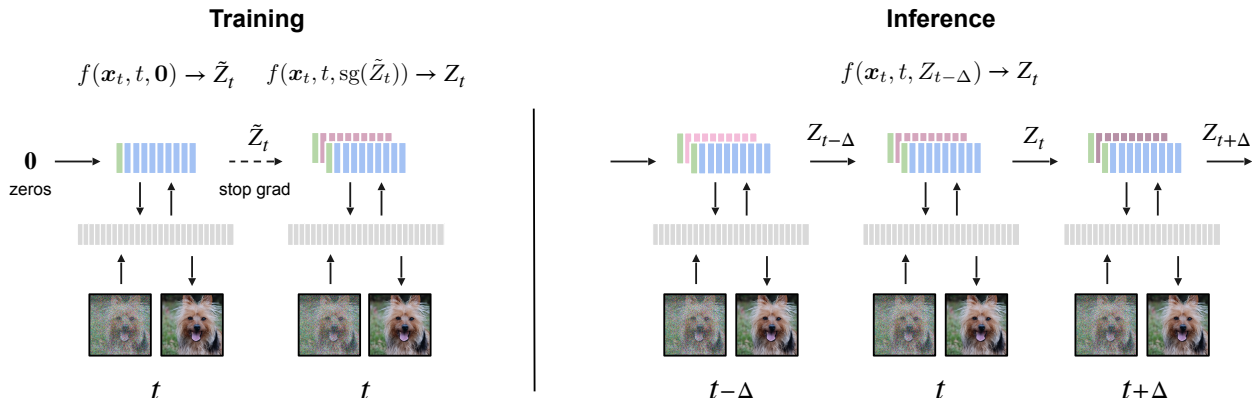 Training
f(x_t, t, 0) → Z̃_t
f(x_t, t, sg(Z̃_t)) → Z_t
0
zeros
Z̃_t
stop grad
t
t
Inference
f(x_t, t, Z_{t−Δ}) → Z_t
Z_{t−Δ}
Z_t
Z_{t+Δ}
t−Δ
t
t+Δ